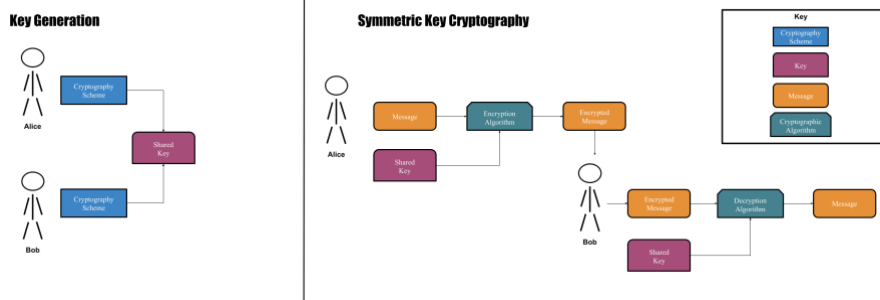 Key Generation
Alice
Cryptography
Scheme
Shared
Key
Cryptography
Scheme
Bob
Symmetric Key Cryptography
Alice
Message
Encryption
Algorithm
Encrypted
Message
Shared
Key
Bob
Encrypted
Message
Decryption
Algorithm
Message
Shared
Key
Key
Cryptography
Scheme
Key
Message
Cryptographic
Algorithm